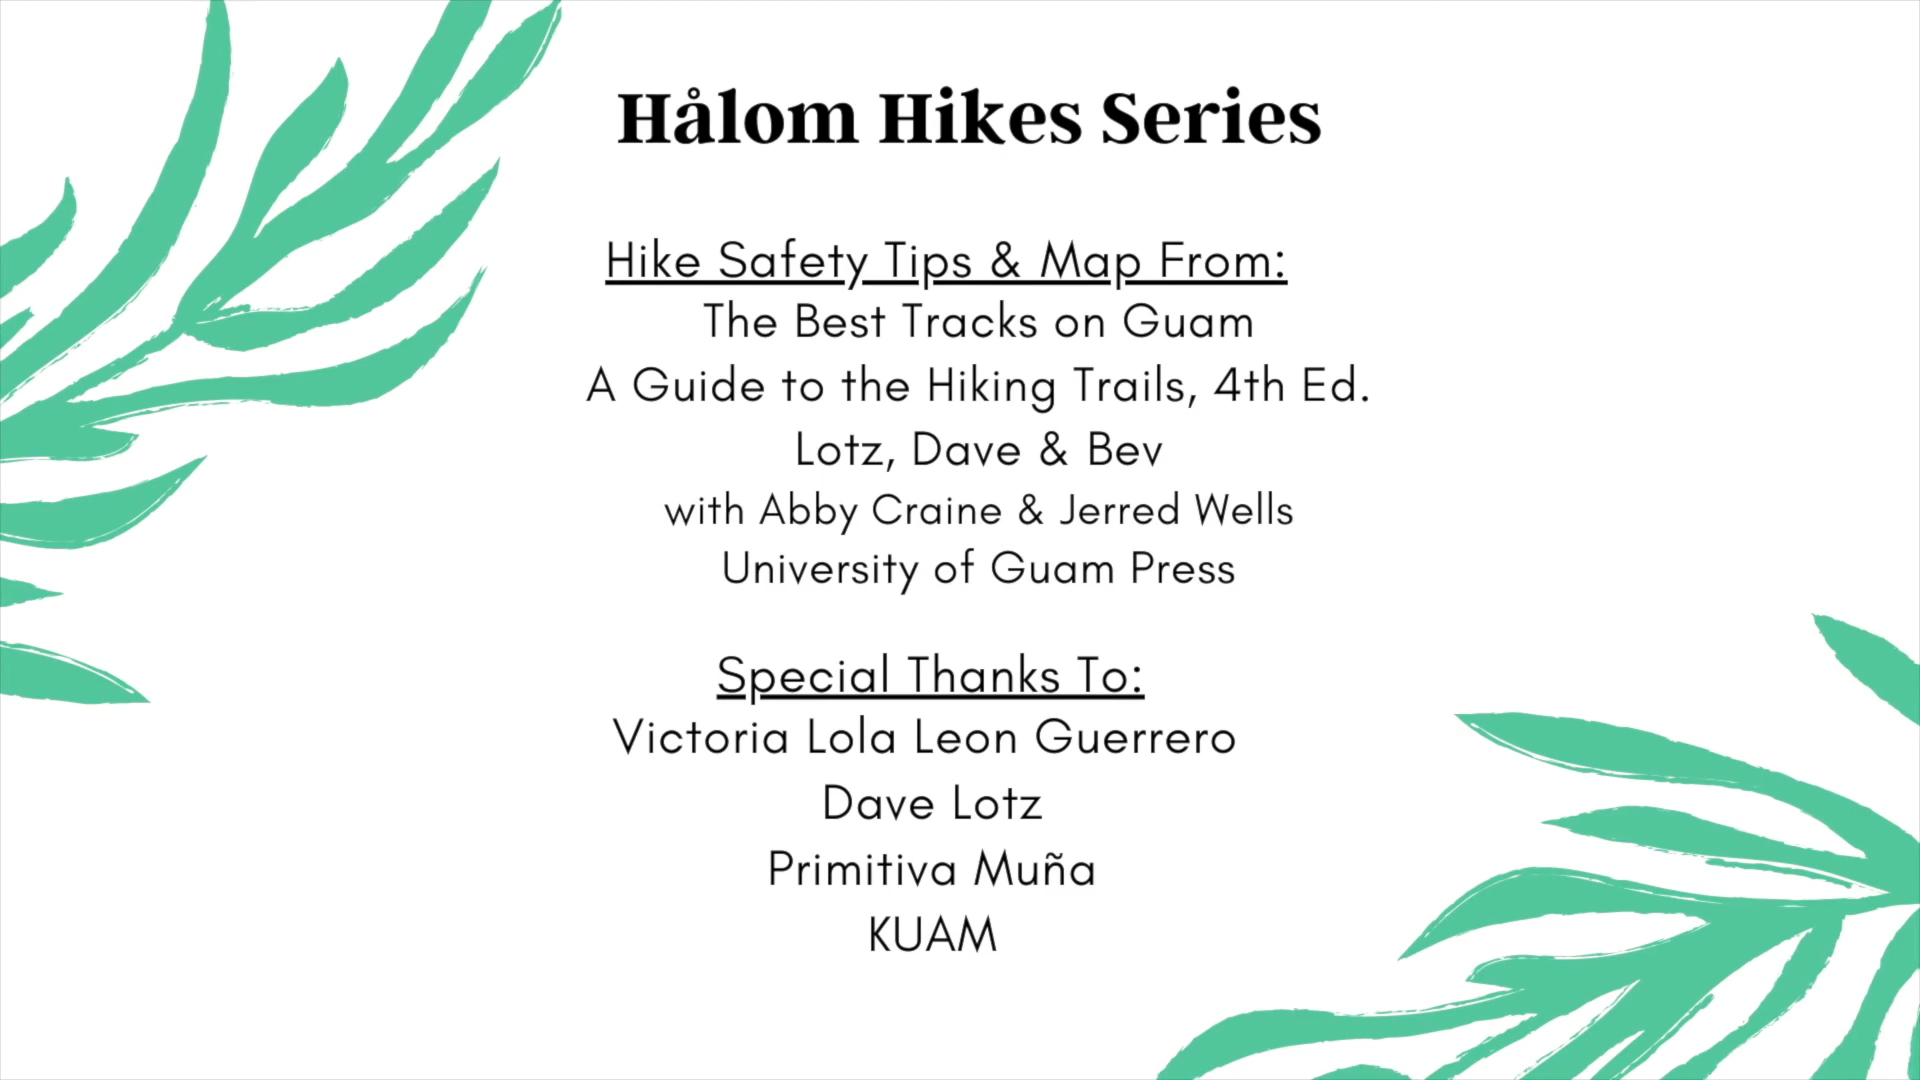 Hålom Hikes Series
Hike Safety Tips & Map From:
The Best Tracks on Guam
A Guide to the Hiking Trails, 4th Ed.
Lotz, Dave & Bev
with Abby Craine & Jerred Wells
University of Guam Press
Special Thanks To:
Victoria Lola Leon Guerrero
Dave Lotz
Primitiva Muña
KUAM